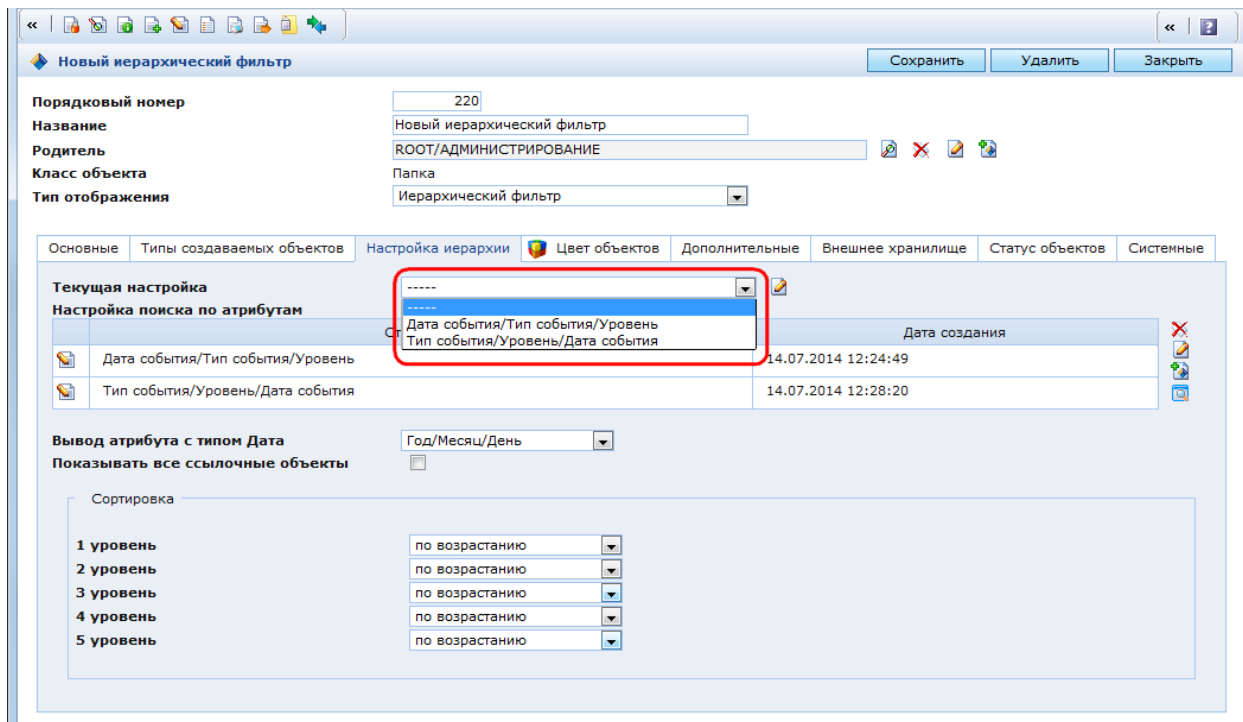 «
«
?
Новый иерархический фильтр
Сохранить
Удалить
Закрыть
Порядковый номер
220
Название
Новый иерархический фильтр
Родитель
ROOT/АДМИНИСТРИРОВАНИЕ
Класс объекта
Папка
Тип отображения
Иерархический фильтр
Основные
Типы создаваемых объектов
Настройка иерархии
Цвет объектов
Дополнительные
Внешнее хранилище
Статус объектов
Системные
Текущая настройка
-----
-----
Дата события/Тип события/Уровень
Тип события/Уровень/Дата события
Настройка поиска по атрибутам
Дата создания
Дата события/Тип события/Уровень
14.07.2014 12:24:49
Тип события/Уровень/Дата события
14.07.2014 12:28:20
Вывод атрибута с типом Дата
Год/Месяц/День
Показывать все ссылочные объекты
Сортировка
1 уровень
по возрастанию
2 уровень
по возрастанию
3 уровень
по возрастанию
4 уровень
по возрастанию
5 уровень
по возрастанию